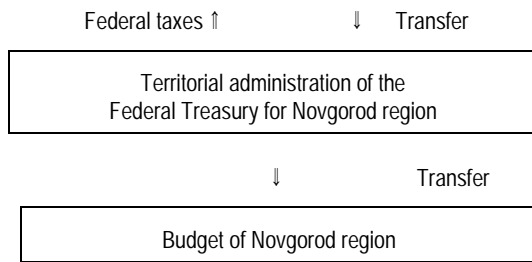 Federal taxes ⇑ ⇓ Transfer
Territorial administration of the
Federal Treasury for Novgorod region
⇓ Transfer
Budget of Novgorod region